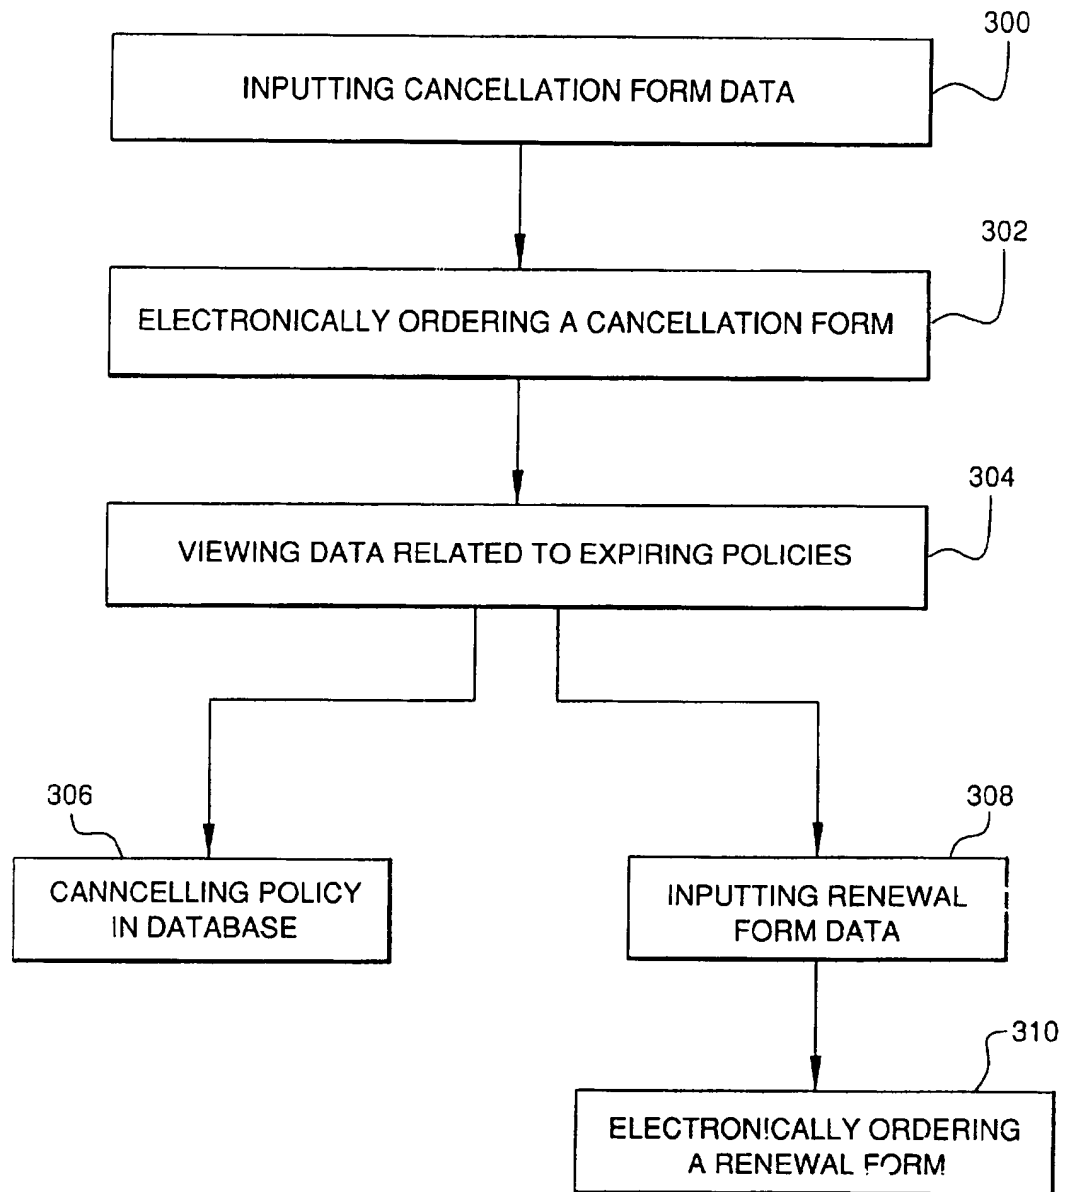 300
INPUTTING CANCELLATION FORM DATA
302
ELECTRONICALLY ORDERING A CANCELLATION FORM
304
VIEWING DATA RELATED TO EXPIRING POLICIES
306
CANNCELLING POLICY
IN DATABASE
308
INPUTTING RENEWAL
FORM DATA
310
ELECTRONICALLY ORDERING
A RENEWAL FORM